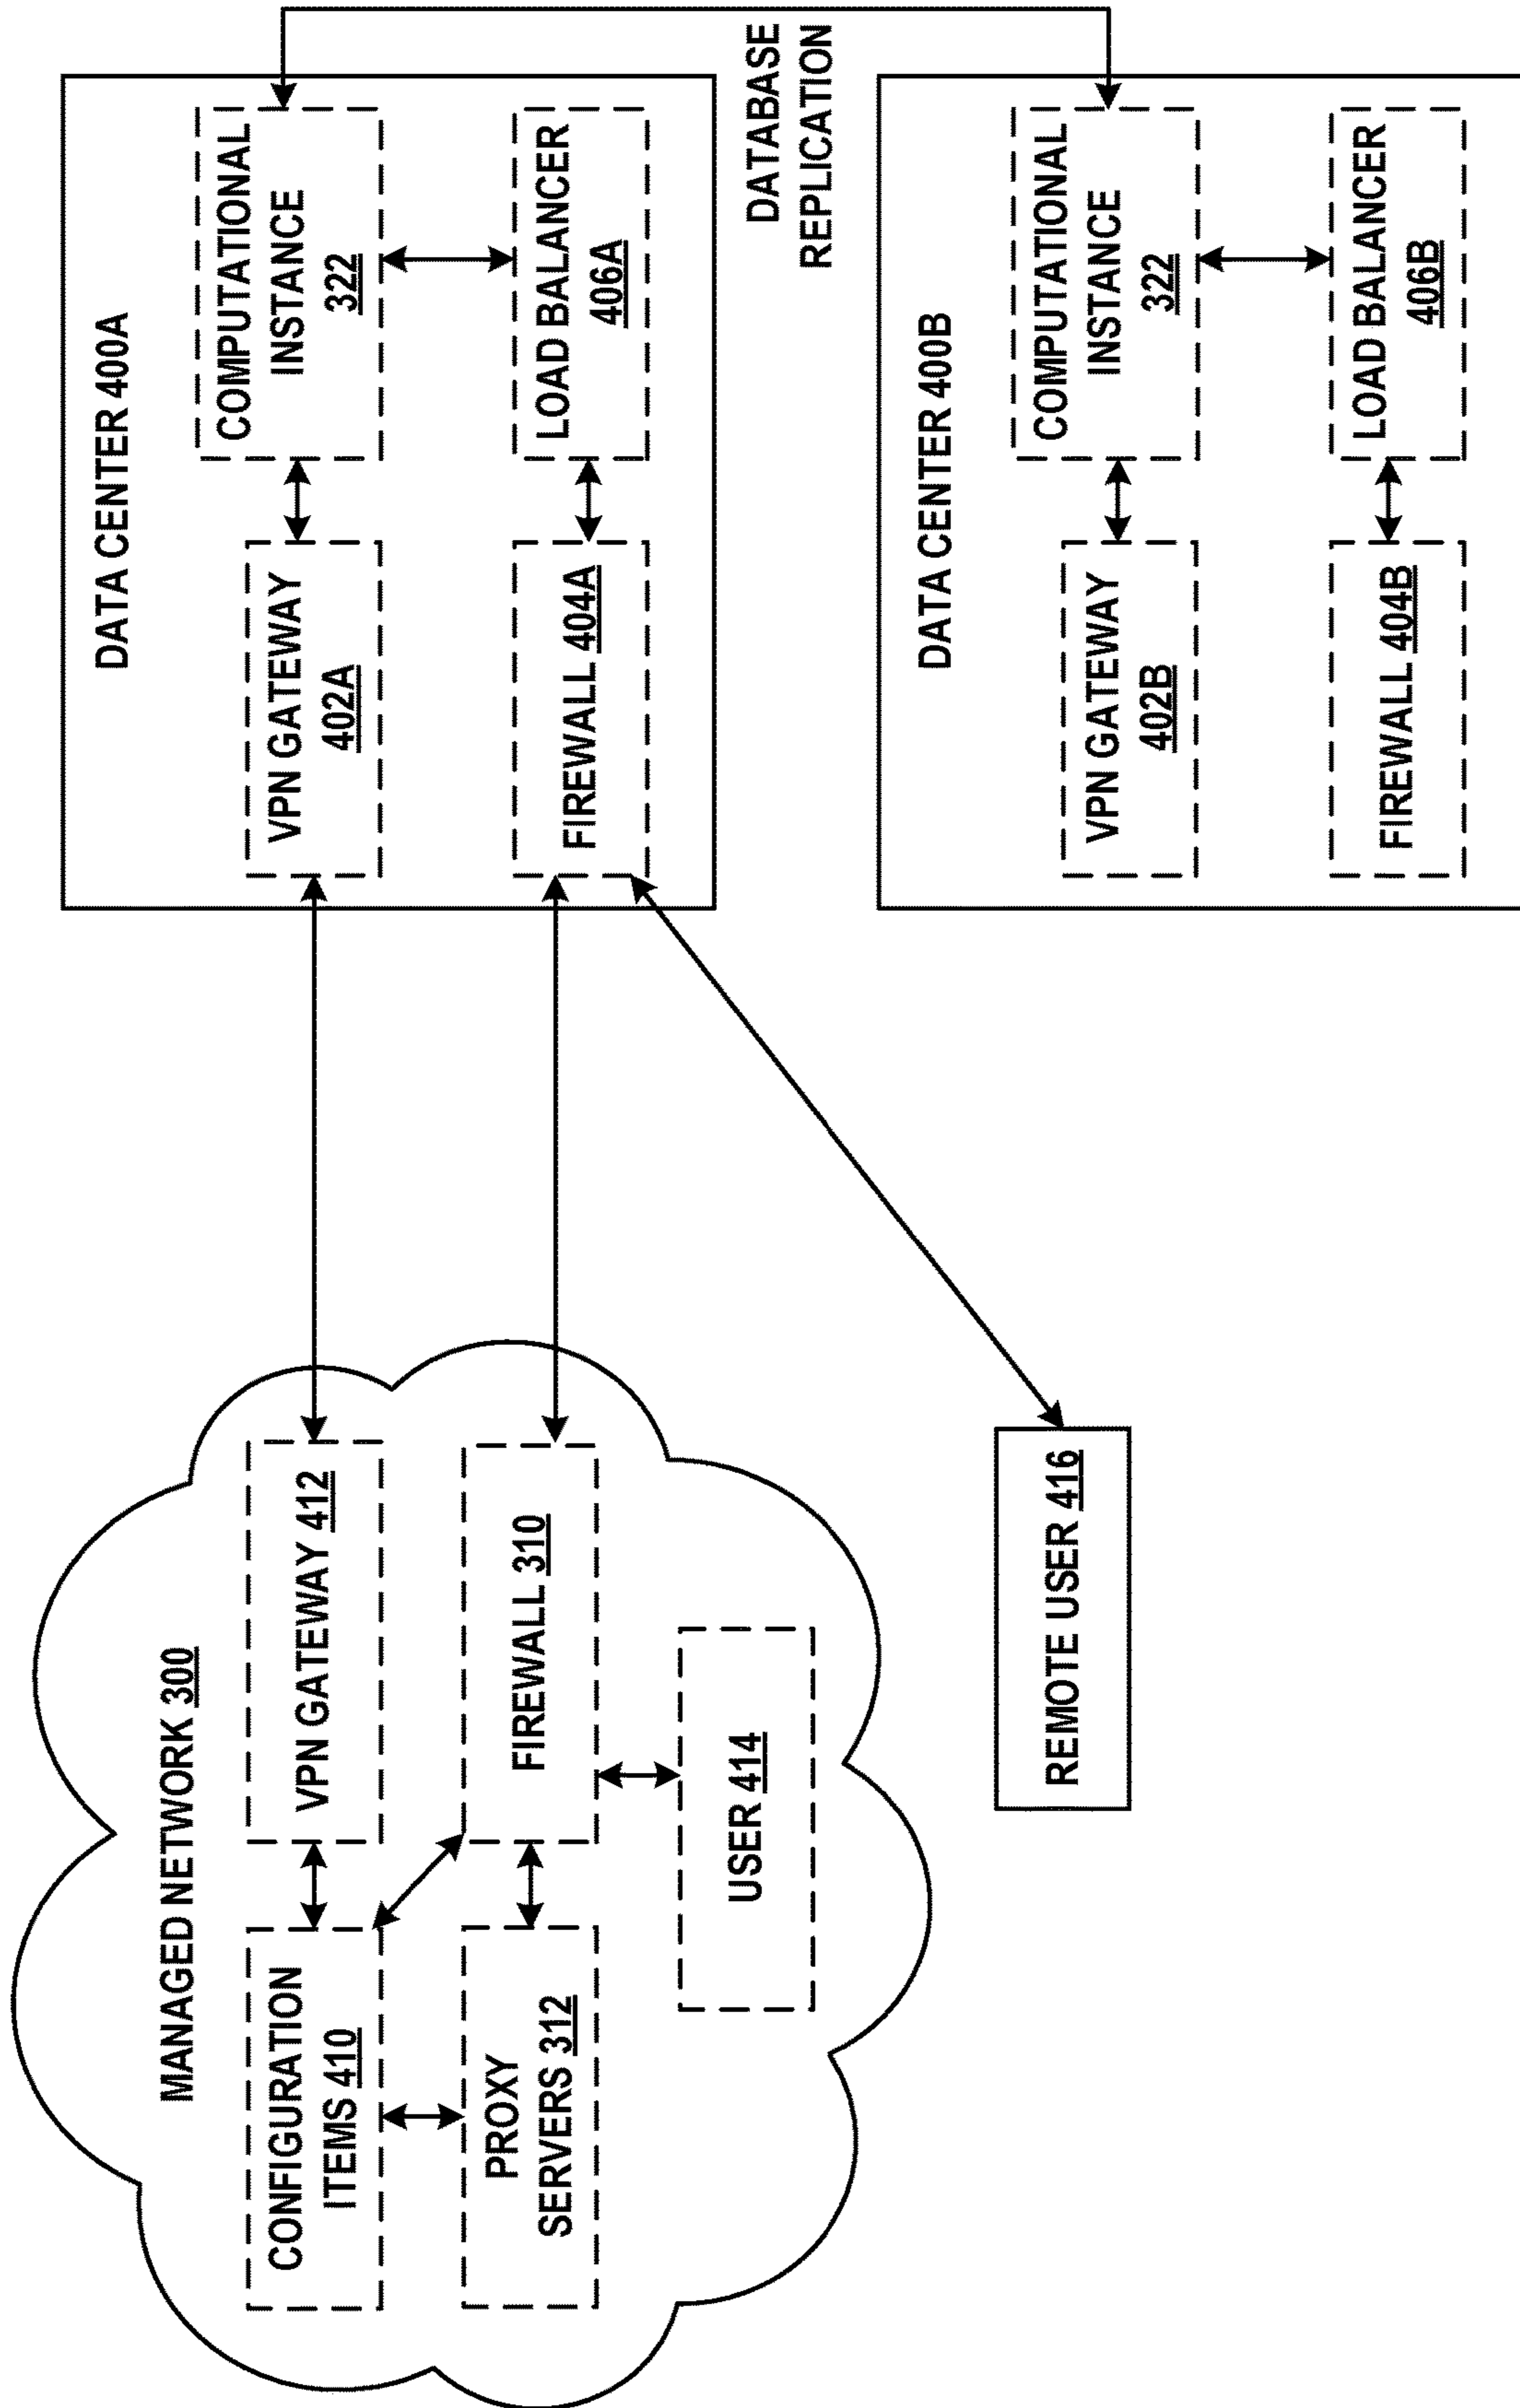 MANAGED NETWORK 300
CONFIGURATION
ITEMS 410
VPN GATEWAY 412
PROXY
SERVERS 312
FIREWALL 310
USER 414
REMOTE USER 416
DATA CENTER 400A
VPN GATEWAY
402A
COMPUTATIONAL
INSTANCE
322
FIREWALL 404A
LOAD BALANCER
406A
DATABASE
REPLICATION
DATA CENTER 400B
VPN GATEWAY
402B
COMPUTATIONAL
INSTANCE
322
FIREWALL 404B
LOAD BALANCER
406B